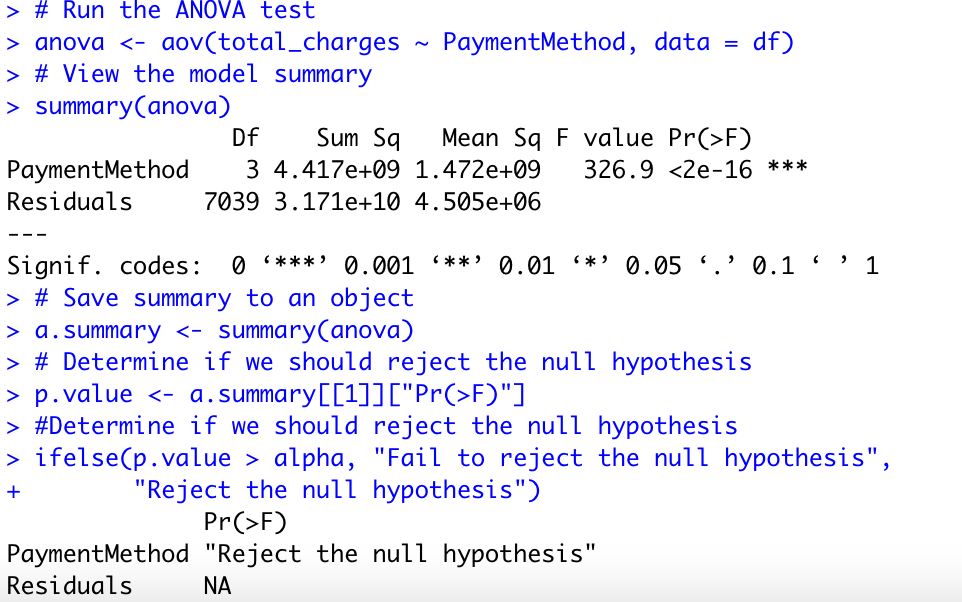 > # Run the ANOVA test
> anova <- aov(total_charges ~ PaymentMethod, data = df)
> # View the model summary
> summary(anova)
                Df    Sum Sq   Mean Sq F value Pr(>F)
PaymentMethod    3 4.417e+09 1.472e+09   326.9 <2e-16 ***
Residuals     7039 3.171e+10 4.505e+06
---
Signif. codes:  0 ‘***’ 0.001 ‘**’ 0.01 ‘*’ 0.05 ‘.’ 0.1 ‘ ’ 1
> # Save summary to an object
> a.summary <- summary(anova)
> # Determine if we should reject the null hypothesis
> p.value <- a.summary[[1]]["Pr(>F)"]
> #Determine if we should reject the null hypothesis
> ifelse(p.value > alpha, "Fail to reject the null hypothesis",
+        "Reject the null hypothesis")
              Pr(>F)
PaymentMethod "Reject the null hypothesis"
Residuals     NA